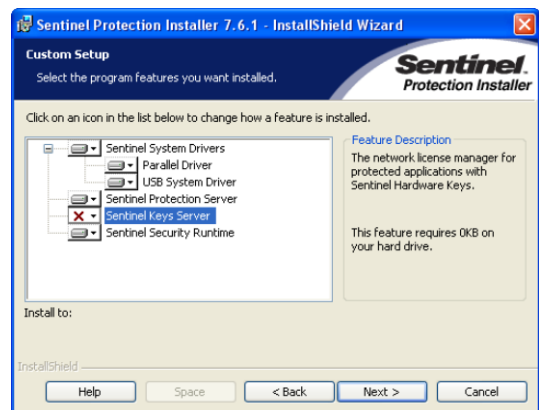 Sentinel Protection Installer 7.6.1 - InstallShield Wizard
Custom Setup
Select the program features you want installed.
Sentinel.
Protection Installer
Click on an icon in the list below to change how a feature is installed.
Sentinel System Drivers
Parallel Driver
USB System Driver
Sentinel Protection Server
Sentinel Keys Server
Sentinel Security Runtime
Feature Description
The network license manager for
protected applications with
Sentinel Hardware Keys.
This feature requires 0KB on
your hard drive.
Install to:
InstallShield
Help
Space
< Back
Next >
Cancel